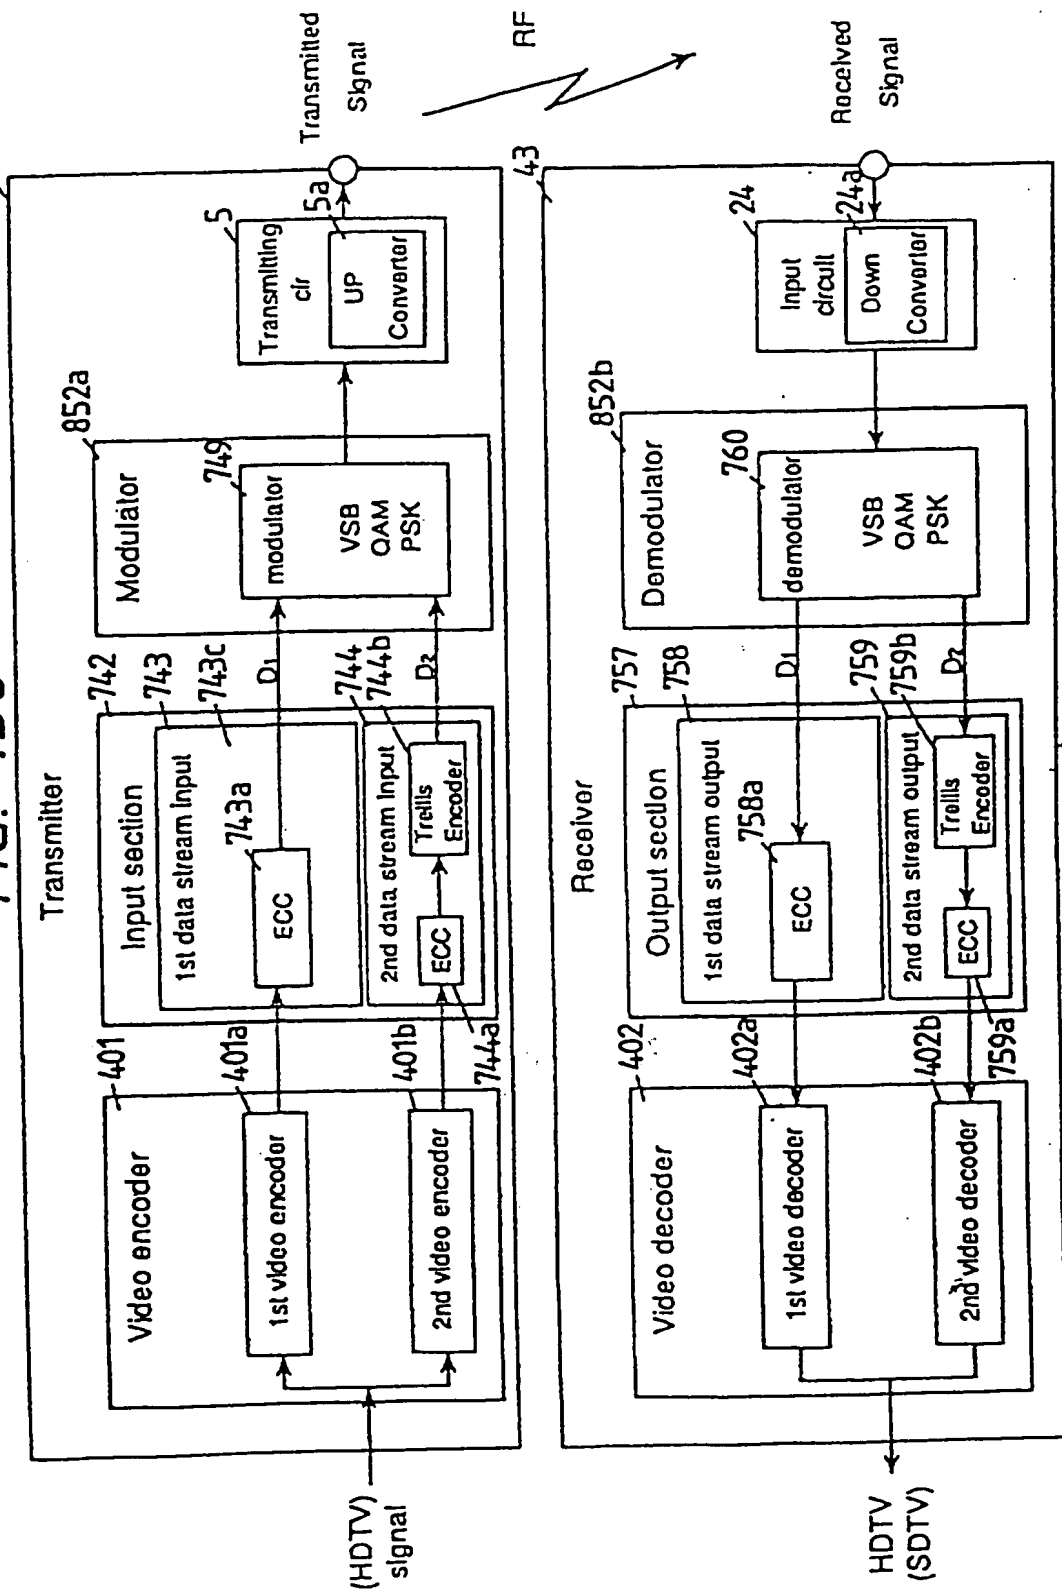 Transmitter
(HDTV)
signal
Video encoder
401
1st video encoder
401a
2nd video encoder
401b
Input section
742
1st data stream input
743
743c
ECC
743a
2nd data stream input
744
744b
ECC
744a
Trellis
Encoder
D1
D2
Modulator
852a
modulator
749
VSB
QAM
PSK
Transmitting
cir
5
UP
Converter
5a
Transmitted
Signal
RF
Receiver
43
Received
Signal
Input
circuit
24
Down
Converter
24a
Demodulator
852b
demodulator
760
VSB
QAM
PSK
D1
D2
Output section
757
1st data stream output
758
ECC
758a
2nd data stream output
759
759b
Trellis
Encoder
ECC
759a
Video decoder
402
1st video decoder
402a
2nd video decoder
402b
HDTV
(SDTV)